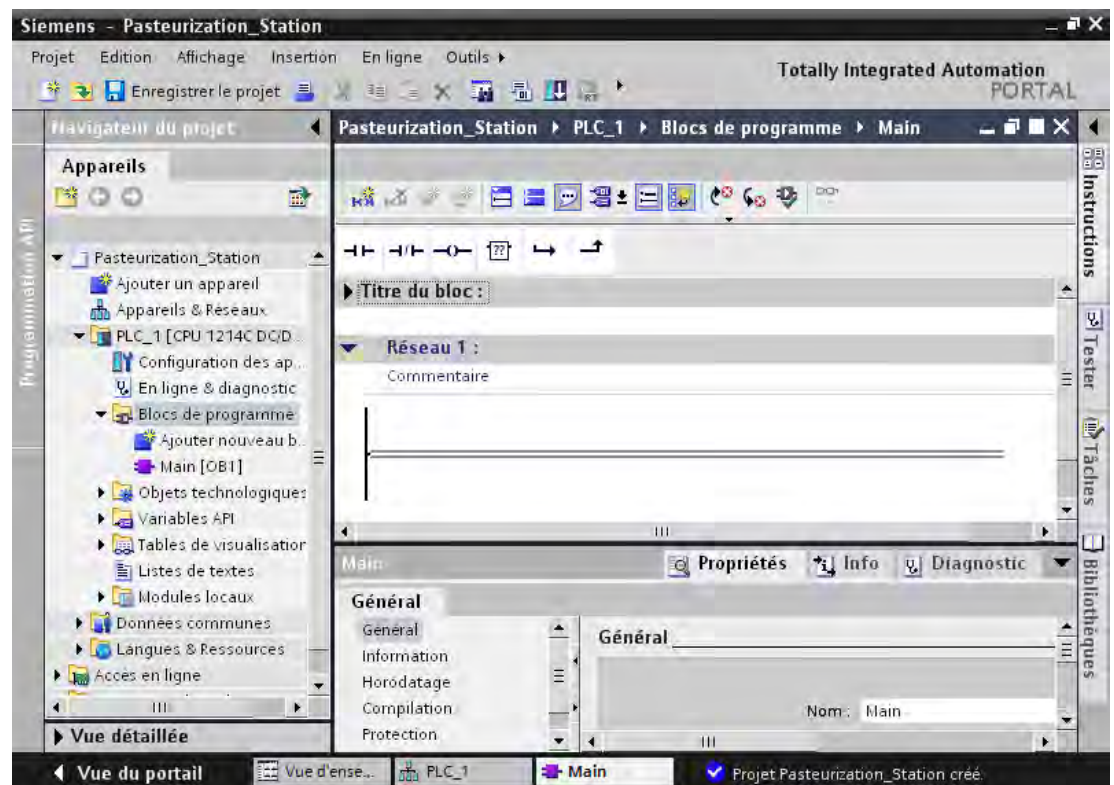 Siemens - Pasteurization_Station
Projet Edition Affichage Insertion En ligne Outils
Totally Integrated Automation
PORTAL
Enregistrer le projet
Navigateur du projet
Pasteurization_Station PLC_1 Blocs de programme Main
Appareils
Programmation API
Pasteurization_Station
Ajouter un appareil
Appareils & Réseaux
PLC_1 [CPU 1214C DC/D...
Configuration des ap...
En ligne & diagnostic
Blocs de programme
Ajouter nouveau b...
Main [OB1]
Objets technologiques
Variables API
Tables de visualisation
Listes de textes
Modules locaux
Données communes
Langues & Ressources
Accès en ligne
Vue détaillée
??
Titre du bloc :
Réseau 1 :
Commentaire
Main
Propriétés Info Diagnostic
Général
Général
Information
Horodatage
Compilation
Protection
Général
Nom : Main
Instructions
Tester
Tâches
Bibliothèques
Vue du portail
Vue d'ense...
PLC_1
Main
Projet Pasteurization_Station créé.